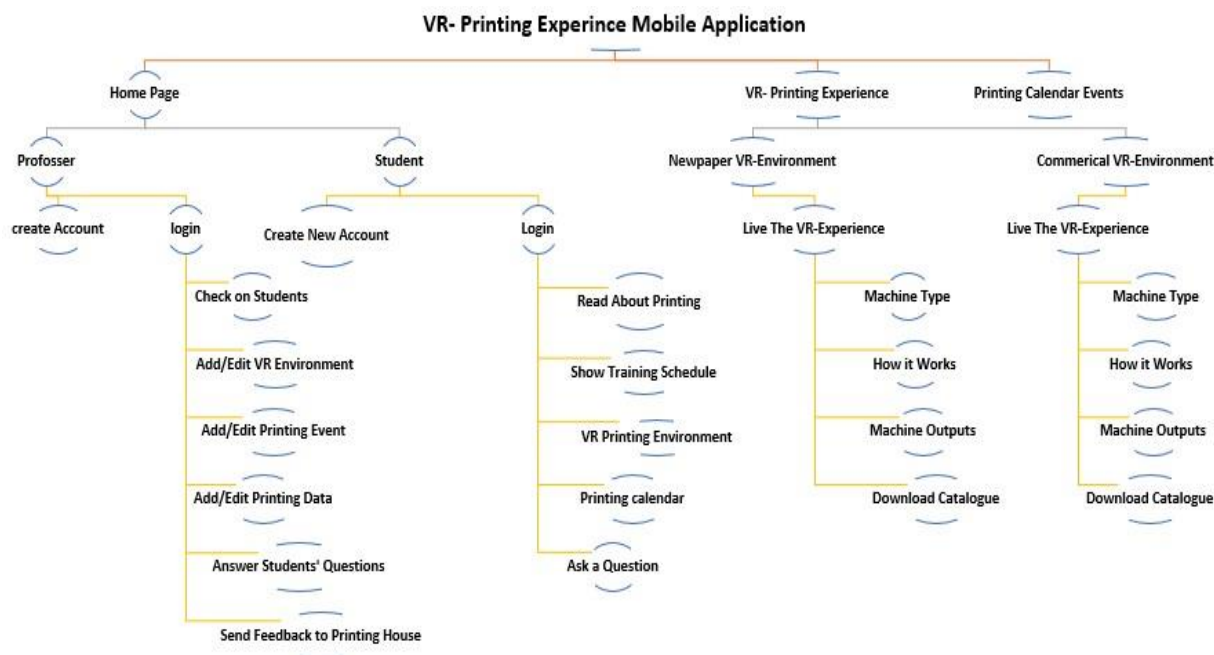 VR- Printing Experince Mobile Application
Home Page
VR- Printing Experience
Printing Calendar Events
Profosser
Student
Newpaper VR-Environment
Commerical VR-Environment
create Account
login
Create New Account
Login
Live The VR-Experience
Live The VR-Experience
Check on Students
Add/Edit VR Environment
Add/Edit Printing Event
Add/Edit Printing Data
Answer Students' Questions
Send Feedback to Printing House
Read About Printing
Show Training Schedule
VR Printing Environment
Printing calendar
Ask a Question
Machine Type
How it Works
Machine Outputs
Download Catalogue
Machine Type
How it Works
Machine Outputs
Download Catalogue